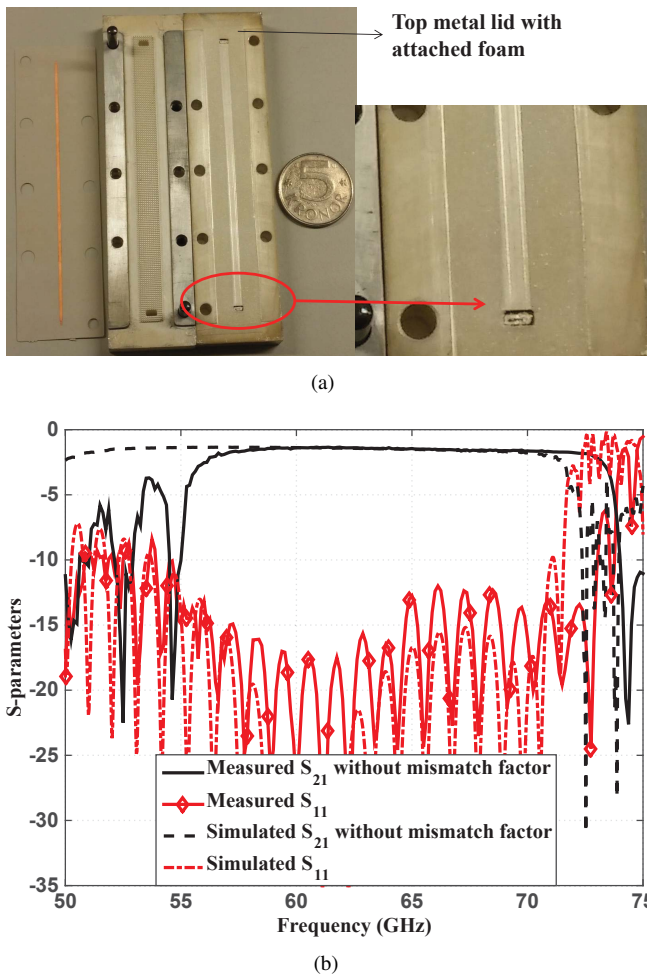 Top metal lid with
attached foam
5
KRONOR
(a)
0
-5
-10
-15
-20
-25
-30
-35
S-parameters
Measured S21 without mismatch factor
Measured S11
Simulated S21 without mismatch factor
Simulated S11
50
55
60
65
70
75
Frequency (GHz)
(b)